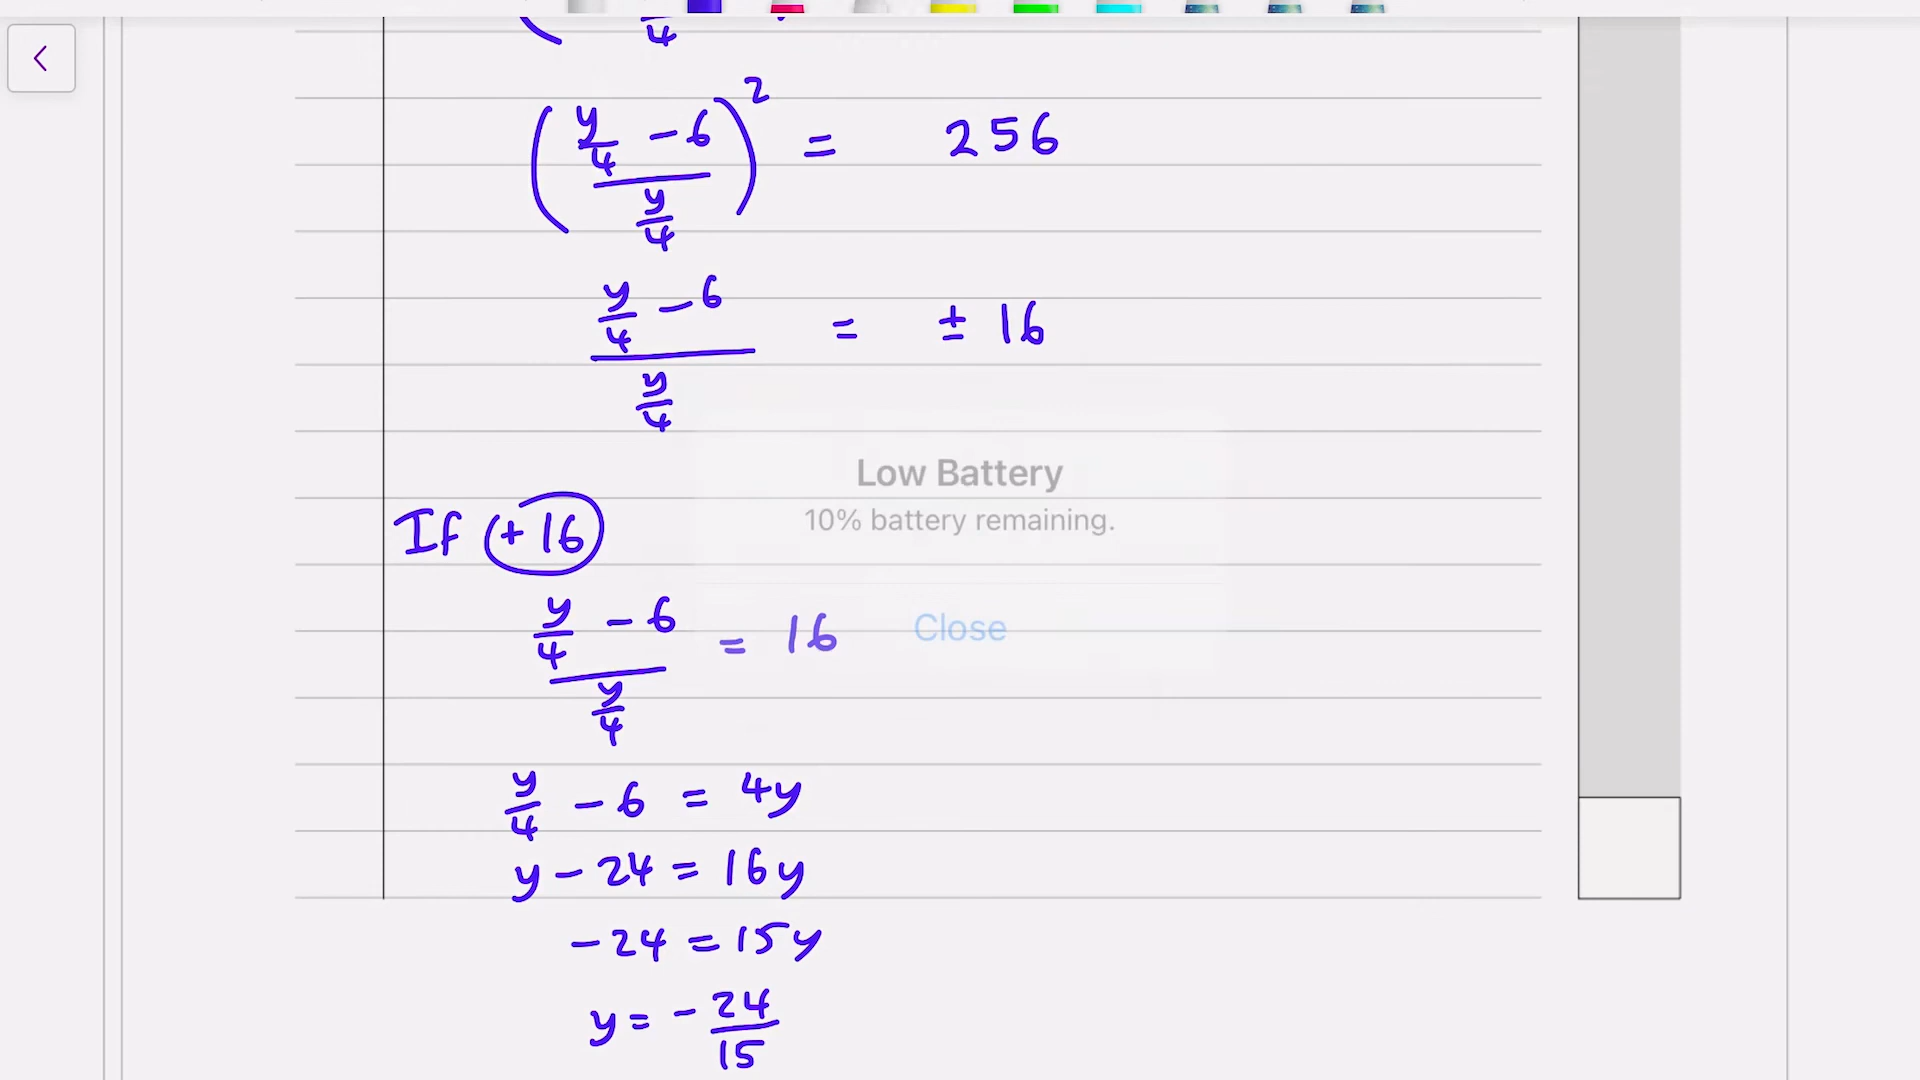 4
(y/4 - 6 / y/4)² = 256
y/4 - 6 / y/4 = ± 16
Low Battery
10% battery remaining.
Close
If +16
y/4 - 6 / y/4 = 16
y/4 - 6 = 4y
y - 24 = 16y
-24 = 15y
y = - 24/15